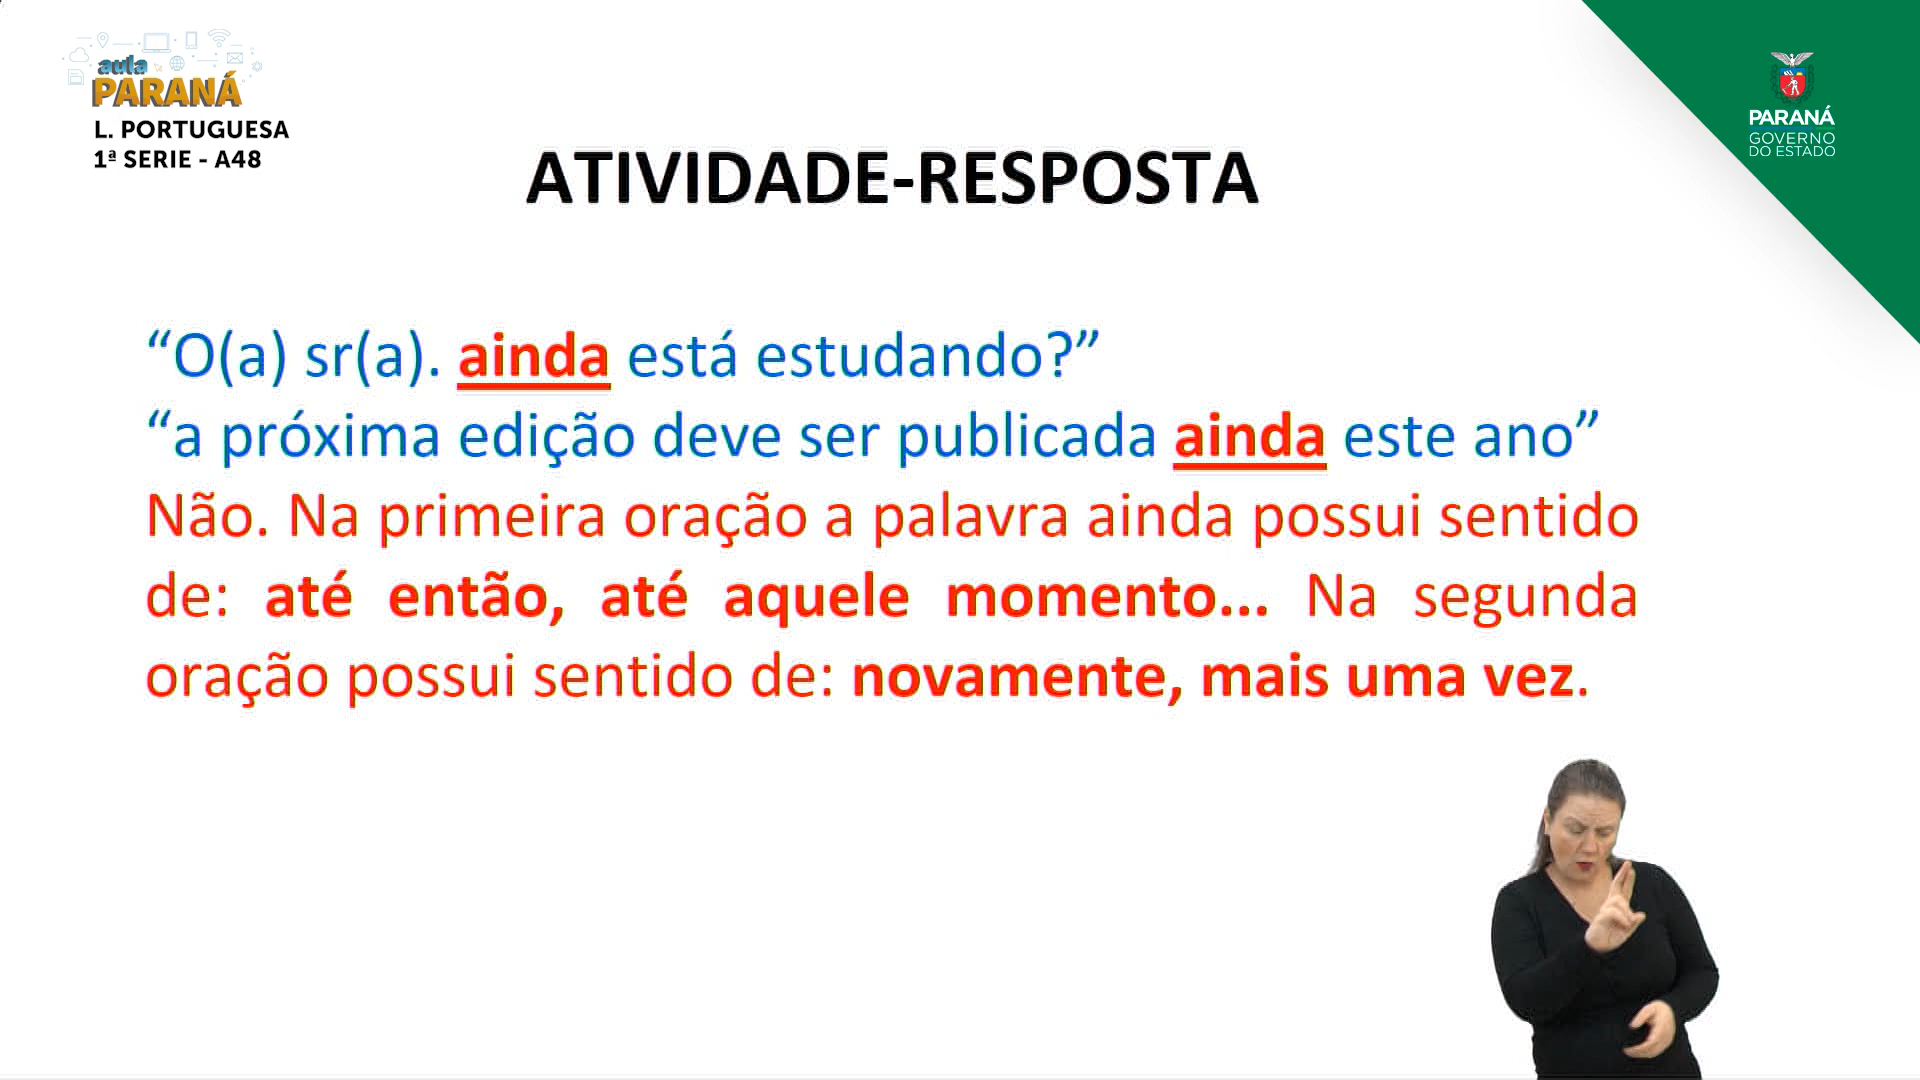 aula
PARANÁ
L. PORTUGUESA
1ª SERIE - A48
PARANÁ
GOVERNO
DO ESTADO
ATIVIDADE-RESPOSTA
“O(a) sr(a). ainda está estudando?”
“a próxima edição deve ser publicada ainda este ano”
Não. Na primeira oração a palavra ainda possui sentido
de: até então, até aquele momento... Na segunda
oração possui sentido de: novamente, mais uma vez.